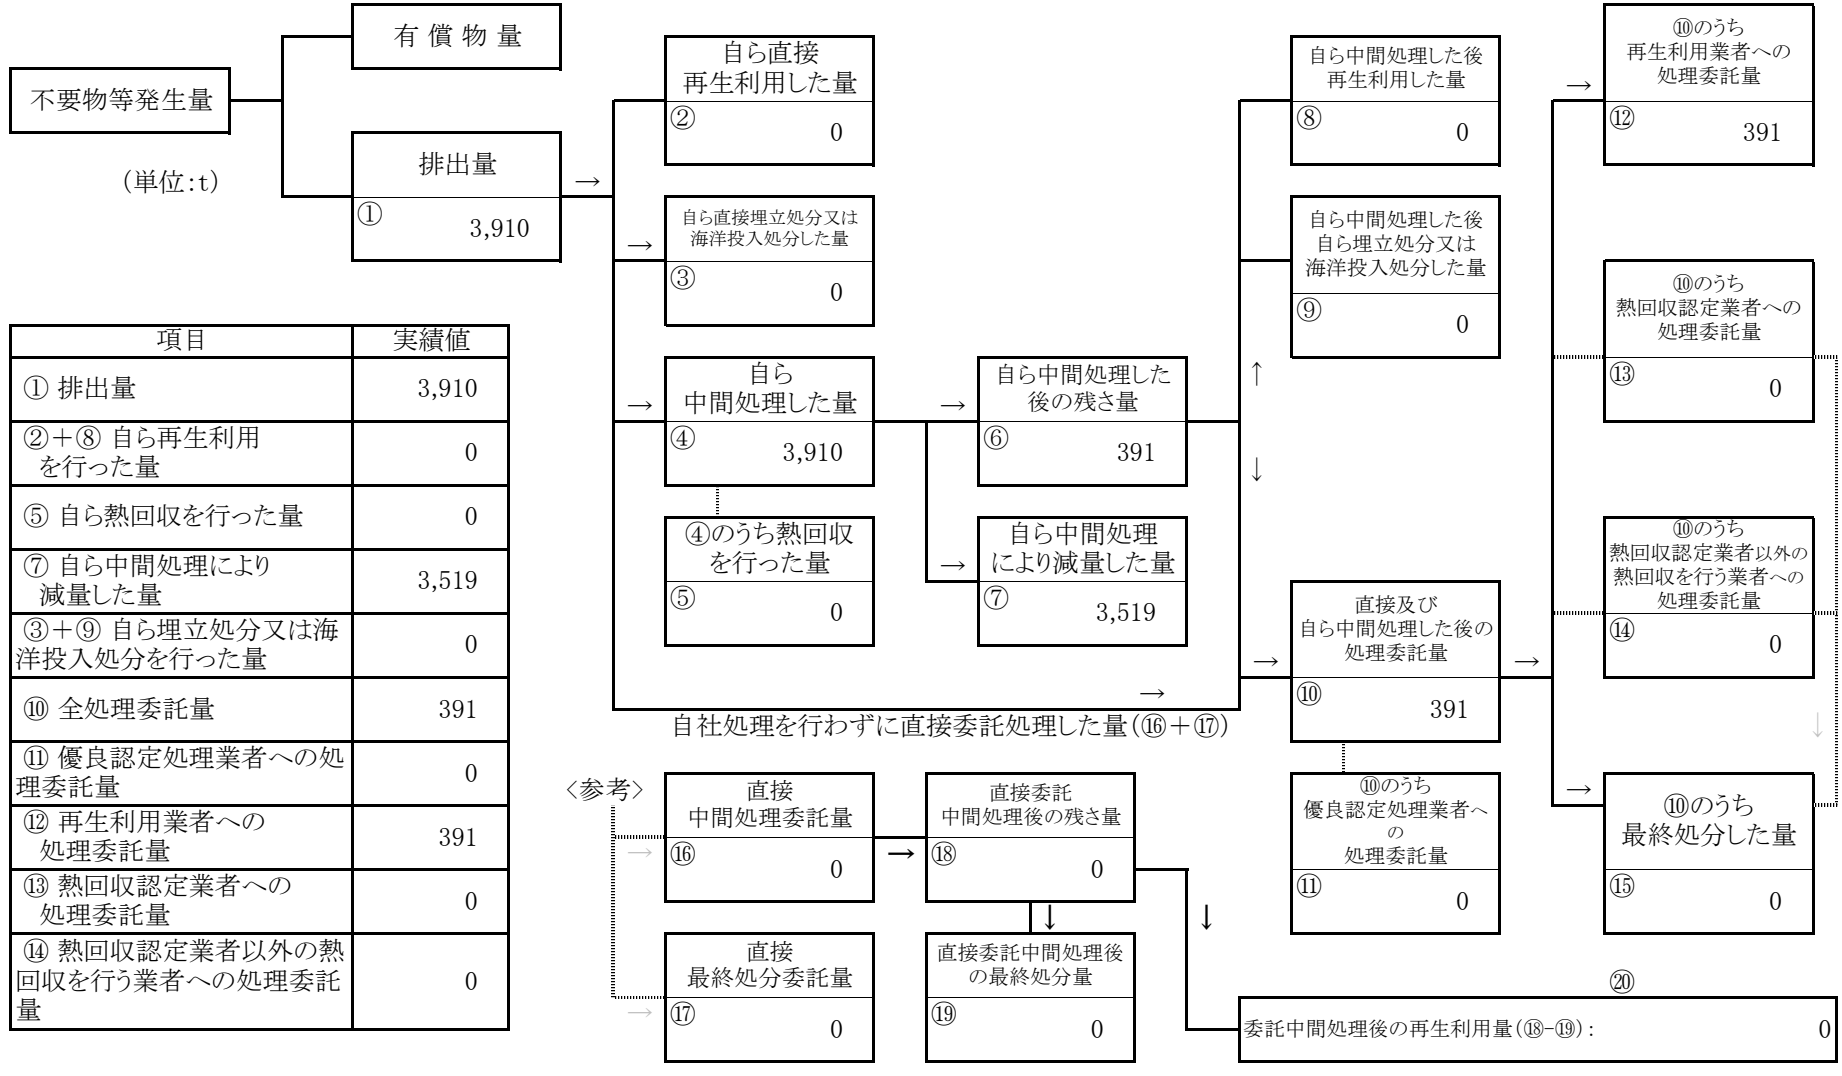 有 償 物 量
不要物等発生量
（単位:t）
排出量
①
3,910
→
自ら直接
再生利用した量
②
0
→
自ら直接埋立処分又は
海洋投入処分した量
③
0
→
自ら
中間処理した量
④
3,910
④のうち熱回収
を行った量
⑤
0
→
自ら中間処理した
後の残さ量
⑥
391
→
自ら中間処理
により減量した量
⑦
3,519
↑
↓
自ら中間処理した後
再生利用した量
⑧
0
自ら中間処理した後
自ら埋立処分又は
海洋投入処分した量
⑨
0
→
自社処理を行わずに直接委託処理した量（⑯＋⑰）
→
直接及び
自ら中間処理した後の
処理委託量
⑩
391
→
⑩のうち
優良認定処理業者へ
の
処理委託量
⑪
0
→
⑩のうち
再生利用業者への
処理委託量
⑫
391
⑩のうち
熱回収認定業者への
処理委託量
⑬
0
⑩のうち
熱回収認定業者以外の
熱回収を行う業者への
処理委託量
⑭
0
↓
→
⑩のうち
最終処分した量
⑮
0
項目 実績値
① 排出量 3,910
②＋⑧ 自ら再生利用
を行った量 0
⑤ 自ら熱回収を行った量 0
⑦ 自ら中間処理により
減量した量 3,519
③＋⑨ 自ら埋立処分又は海
洋投入処分を行った量 0
⑩ 全処理委託量 391
⑪ 優良認定処理業者への処
理委託量 0
⑫ 再生利用業者への
処理委託量 391
⑬ 熱回収認定業者への
処理委託量 0
⑭ 熱回収認定業者以外の熱
回収を行う業者への処理委託
量 0
〈参考〉
→
直接
中間処理委託量
⑯
0
→
直接委託
中間処理後の残さ量
⑱
0
↓
↓
→
直接
最終処分委託量
⑰
0
直接委託中間処理後
の最終処分量
⑲
0
⑳
委託中間処理後の再生利用量（⑱-⑲）: 0